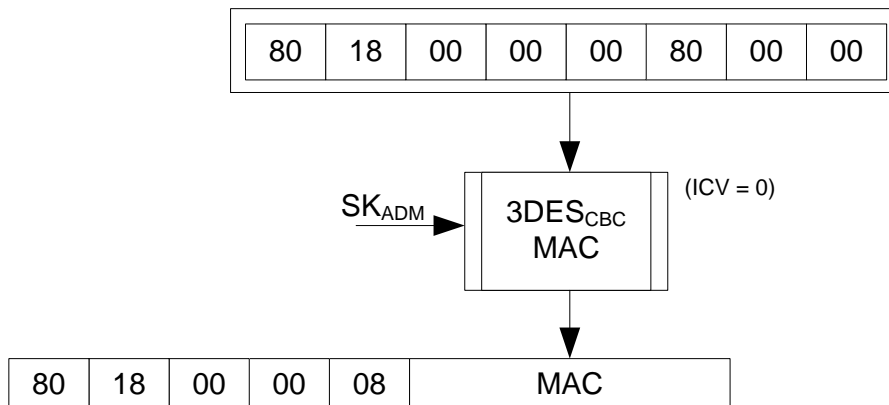 80 18 00 00 00 80 00 00
(ICV = 0)
SKADM
3DESCBC
MAC
80 18 00 00 08 MAC